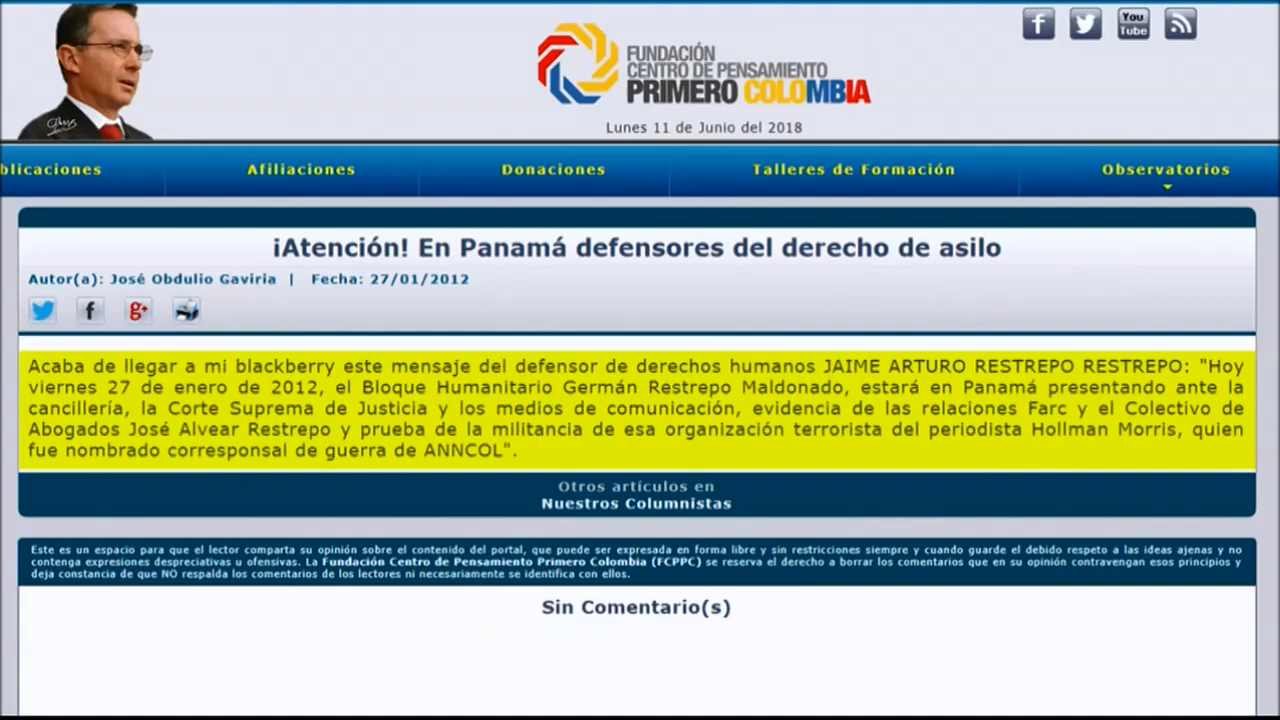 f
You
Tube
FUNDACIÓN
CENTRO DE PENSAMIENTO
PRIMERO COLOMBIA
Lunes 11 de Junio del 2018
blicaciones
Afiliaciones
Donaciones
Talleres de Formación
Observatorios
¡Atención! En Panamá defensores del derecho de asilo
Autor(a): José Obdulio Gaviria | Fecha: 27/01/2012
f g+
Acaba de llegar a mi blackberry este mensaje del defensor de derechos humanos JAIME ARTURO RESTREPO RESTREPO: "Hoy
viernes 27 de enero de 2012, el Bloque Humanitario Germán Restrepo Maldonado, estará en Panamá presentando ante la
cancillería, la Corte Suprema de Justicia y los medios de comunicación, evidencia de las relaciones Farc y el Colectivo de
Abogados José Alvear Restrepo y prueba de la militancia de esa organización terrorista del periodista Hollman Morris, quien
fue nombrado corresponsal de guerra de ANNCOL".
Otros artículos en
Nuestros Columnistas
Este es un espacio para que el lector comparta su opinión sobre el contenido del portal, que puede ser expresada en forma libre y sin restricciones siempre y cuando guarde el debido respeto a las ideas ajenas y no
contenga expresiones despreciativas u ofensivas. La Fundación Centro de Pensamiento Primero Colombia (FCPPC) se reserva el derecho a borrar los comentarios que en su opinión contravengan esos principios y
deja constancia de que NO respalda los comentarios de los lectores ni necesariamente se identifica con ellos.
Sin Comentario(s)